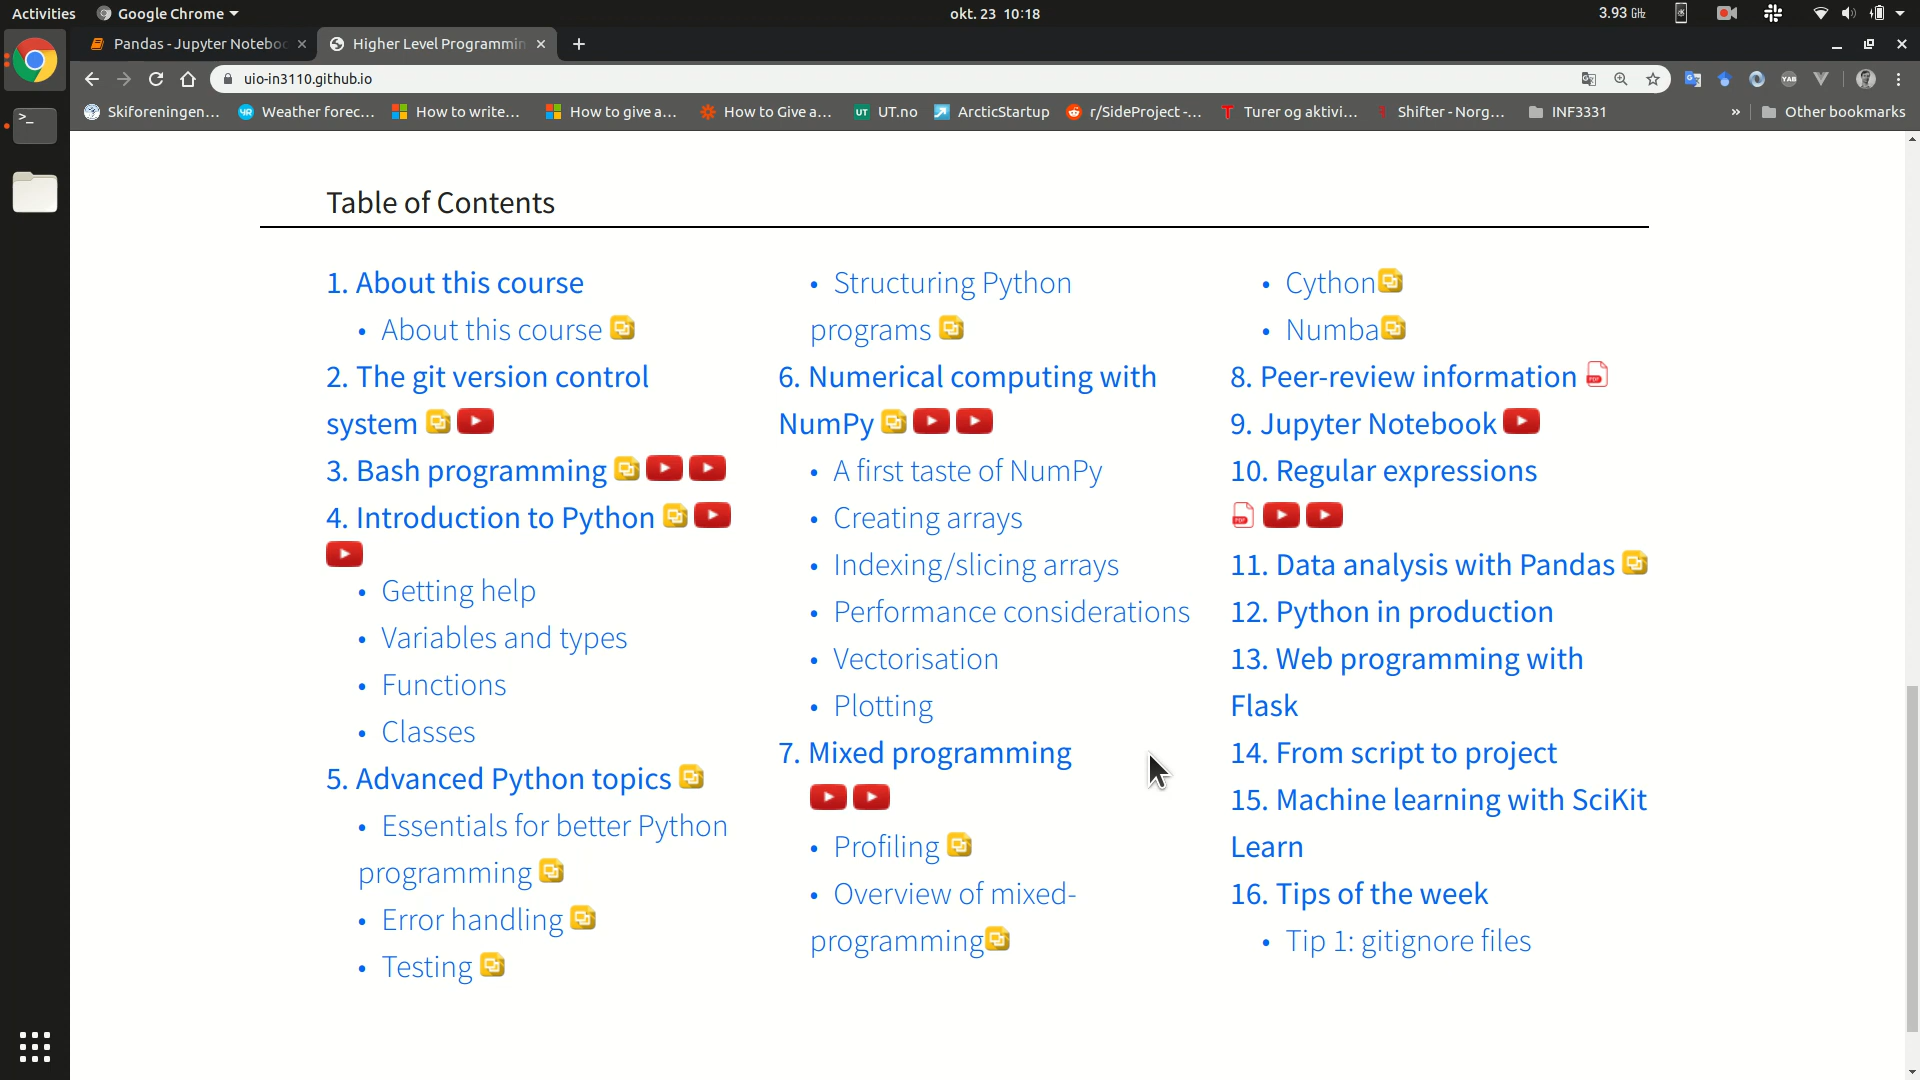 Activities
Google Chrome
okt. 23 10:18
3.93 GHz
Pandas - Jupyter Noteboo
Higher Level Programmin
uio-in3110.github.io
Skiforeningen...
Weather forec...
How to write...
How to give a...
How to Give a...
UT.no
ArcticStartup
r/SideProject -...
Turer og aktivi...
Shifter - Norg...
INF3331
»
Other bookmarks
Table of Contents
1. About this course
• About this course
2. The git version control
system
3. Bash programming
4. Introduction to Python
• Getting help
• Variables and types
• Functions
• Classes
5. Advanced Python topics
• Essentials for better Python
programming
• Error handling
• Testing
• Structuring Python
programs
6. Numerical computing with
NumPy
• A first taste of NumPy
• Creating arrays
• Indexing/slicing arrays
• Performance considerations
• Vectorisation
• Plotting
7. Mixed programming
• Profiling
• Overview of mixed-
programming
• Cython
• Numba
8. Peer-review information
9. Jupyter Notebook
10. Regular expressions
11. Data analysis with Pandas
12. Python in production
13. Web programming with
Flask
14. From script to project
15. Machine learning with SciKit
Learn
16. Tips of the week
• Tip 1: gitignore files